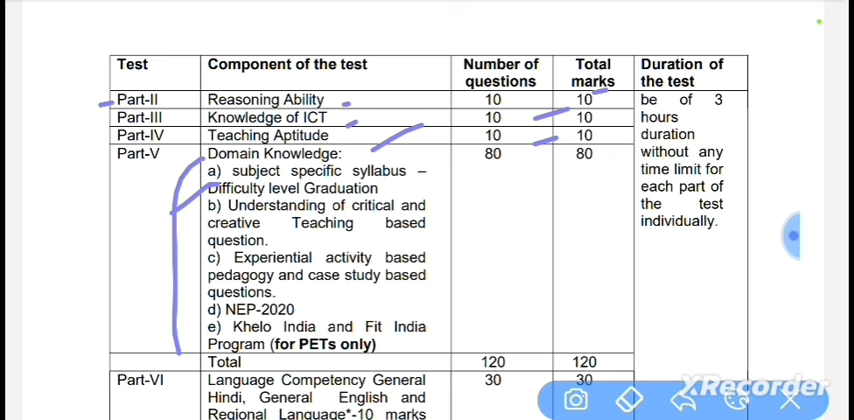 Test Component of the test Number of questions Total marks Duration of the test
Part-II Reasoning Ability 10 10
Part-III Knowledge of ICT 10 10
Part-IV Teaching Aptitude 10 10
Part-V Domain Knowledge: 80 80
a) subject specific syllabus –
Difficulty level Graduation
b) Understanding of critical and
creative Teaching based
question.
c) Experiential activity based
pedagogy and case study based
questions.
d) NEP-2020
e) Khelo India and Fit India
Program (for PETs only)
be of 3
hours
duration
without any
time limit for
each part of
the test
individually.
Total 120 120
Part-VI Language Competency General 30 30
Hindi, General English and
Regional Language*-10 marks
XRecorder